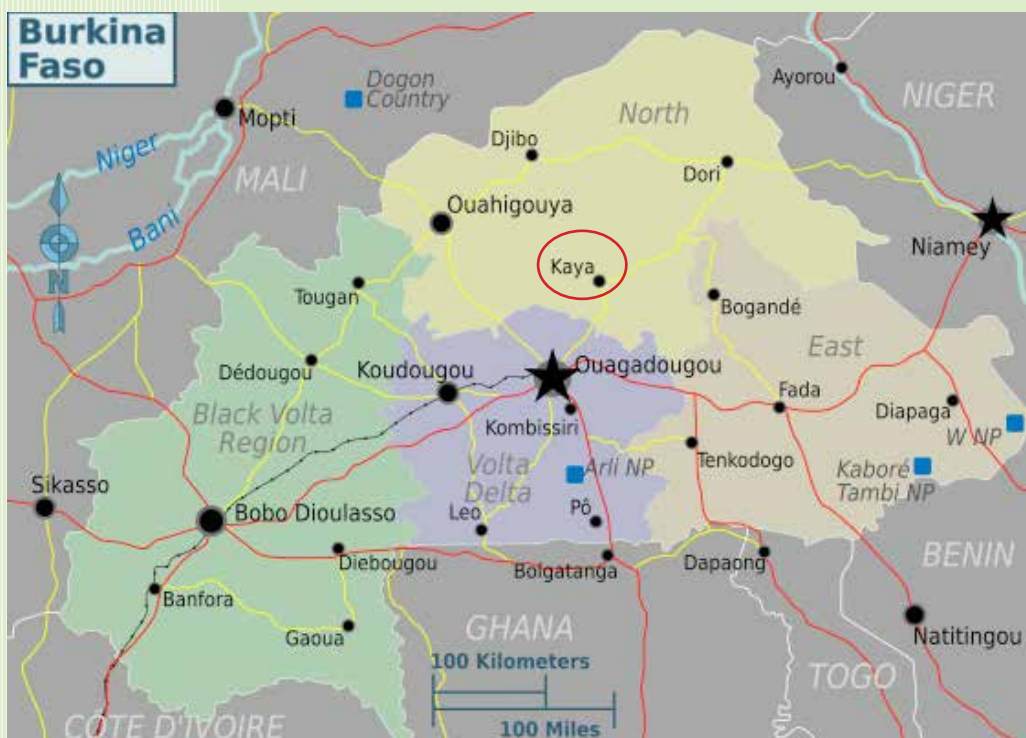 Burkina
Faso
Dogon
Country
Ayorou
NIGER
Mopti
North
Djibo
Niger
MALI
Dori
Bani
Ouahigouya
Niamey
N
Kaya
Tougan
Bogandé
East
Ouagadougou
Dédougou
Koudougou
Fada
Diapaga
Black Volta
Region
Kombissiri
W NP
Volta
Delta
Arli NP
Tenkodogo
Kaboré
Tambi NP
Sikasso
Bobo Dioulasso
Leo
Pô
Diebougou
Bolgatanga
Dapaong
BENIN
Banfora
Gaoua
GHANA
Natitingou
100 Kilometers
TOGO
100 Miles
CÔTE D'IVOIRE